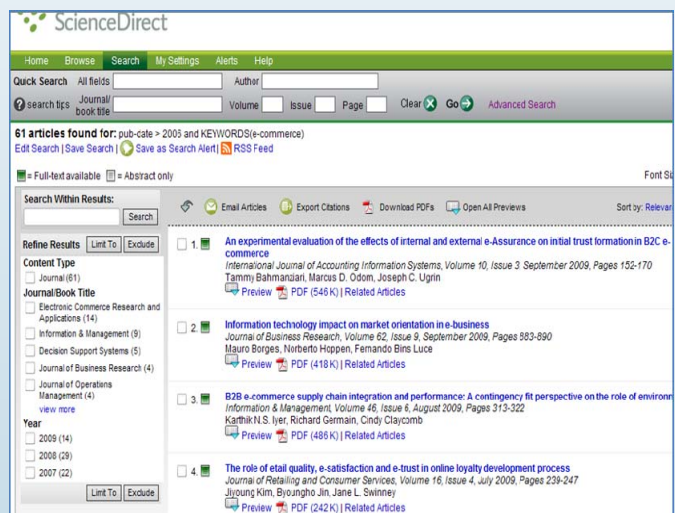 ScienceDirect
Home Browse Search My Settings Alerts Help
Quick Search All fields Author
search tips Journal/book title Volume Issue Page Clear Go Advanced Search
61 articles found for: pub-date > 2006 and KEYWORDS(e-commerce)
Edit Search | Save Search | Save as Search Alert | RSS Feed
= Full-text available = Abstract only
Font Si
Search Within Results:
Search
Email Articles Export Citations Download PDFs Open All Previews Sort by: Relevan
Refine Results Limit To Exclude
Content Type
Journal (61)
Journal/Book Title
Electronic Commerce Research and
Applications (14)
Information & Management (9)
Decision Support Systems (5)
Journal of Business Research (4)
Journal of Operations
Management (4)
view more
Year
2009 (14)
2008 (29)
2007 (22)
Limit To Exclude
1. An experimental evaluation of the effects of internal and external e-Assurance on initial trust formation in B2C e-
commerce
International Journal of Accounting Information Systems, Volume 10, Issue 3, September 2009, Pages 152-170
Tammy Bahmanziari, Marcus D. Odom, Joseph C. Ugrin
Preview PDF (546 K) | Related Articles
2. Information technology impact on market orientation in e-business
Journal of Business Research, Volume 62, Issue 9, September 2009, Pages 883-890
Mauro Borges, Norberto Hoppen, Fernando Bins Luce
Preview PDF (418 K) | Related Articles
3. B2B e-commerce supply chain integration and performance: A contingency fit perspective on the role of environm
Information & Management, Volume 46, Issue 6, August 2009, Pages 313-322
Karthik N.S. Iyer, Richard Germain, Cindy Claycomb
Preview PDF (486 K) | Related Articles
4. The role of etail quality, e-satisfaction and e-trust in online loyalty development process
Journal of Retailing and Consumer Services, Volume 16, Issue 4, July 2009, Pages 239-247
Jiyoung Kim, Byoungho Jin, Jane L. Swinney
Preview PDF (242 K) | Related Articles